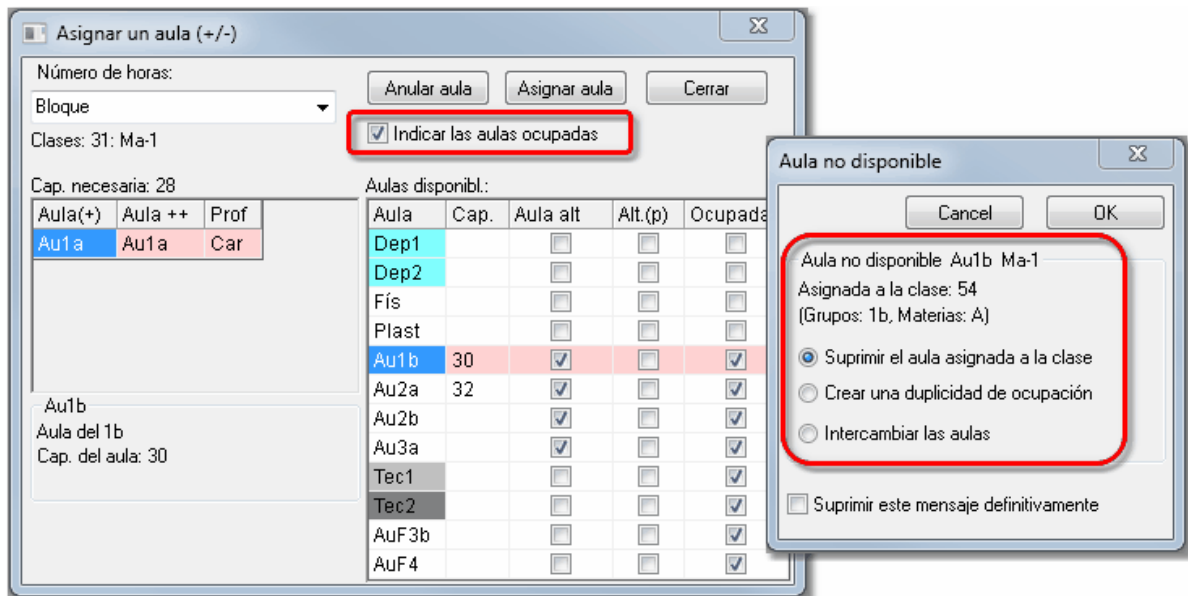 Asignar un aula (+/-)
Número de horas:
Bloque
Clases: 31: Ma-1
Anular aula
Asignar aula
Cerrar
Indicar las aulas ocupadas
Cap. necesaria: 28
Aula(+) Aula ++ Prof
Au1a Au1a Car
Au1b
Aula del 1b
Cap. del aula: 30
Aulas disponibl.:
Aula Cap. Aula alt Alt.(p) Ocupada
Dep1
Dep2
Fís
Plast
Au1b 30
Au2a 32
Au2b
Au3a
Tec1
Tec2
AuF3b
AuF4
Aula no disponible
Cancel
OK
Aula no disponible Au1b Ma-1
Asignada a la clase: 54
(Grupos: 1b, Materias: A)
Suprimir el aula asignada a la clase
Crear una duplicidad de ocupación
Intercambiar las aulas
Suprimir este mensaje definitivamente